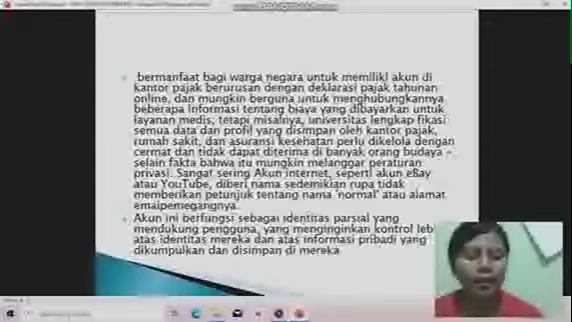 bermanfaat bagi warga negara untuk memiliki akun di
kantor pajak berurusan dengan deklarasi pajak tahunan
online, dan mungkin berguna untuk menghubungkannya
beberapa informasi tentang biaya yang dibayarkan untuk
layanan medis, tetapi misalnya, universitas lengkap fikasi
semua data dan profil yang disimpan oleh kantor pajak,
rumah sakit, dan asuransi kesehatan perlu dikelola dengan
cermat dan tidak dapat diterima di banyak orang budaya -
selain fakta bahwa itu mungkin melanggar peraturan
privasi. Sangat sering Akun internet, seperti akun eBay
atau YouTube, diberi nama sedemikian rupa tidak
memberikan petunjuk tentang nama 'normal' atau alamat
emaipemegangnya.
Akun ini berfungsi sebagai identitas parsial yang
mendukung pengguna, yang menginginkan kontrol leb
atas identitas mereka dan atas informasi pribadi yang
dikumpulkan dan disimpan di mereka